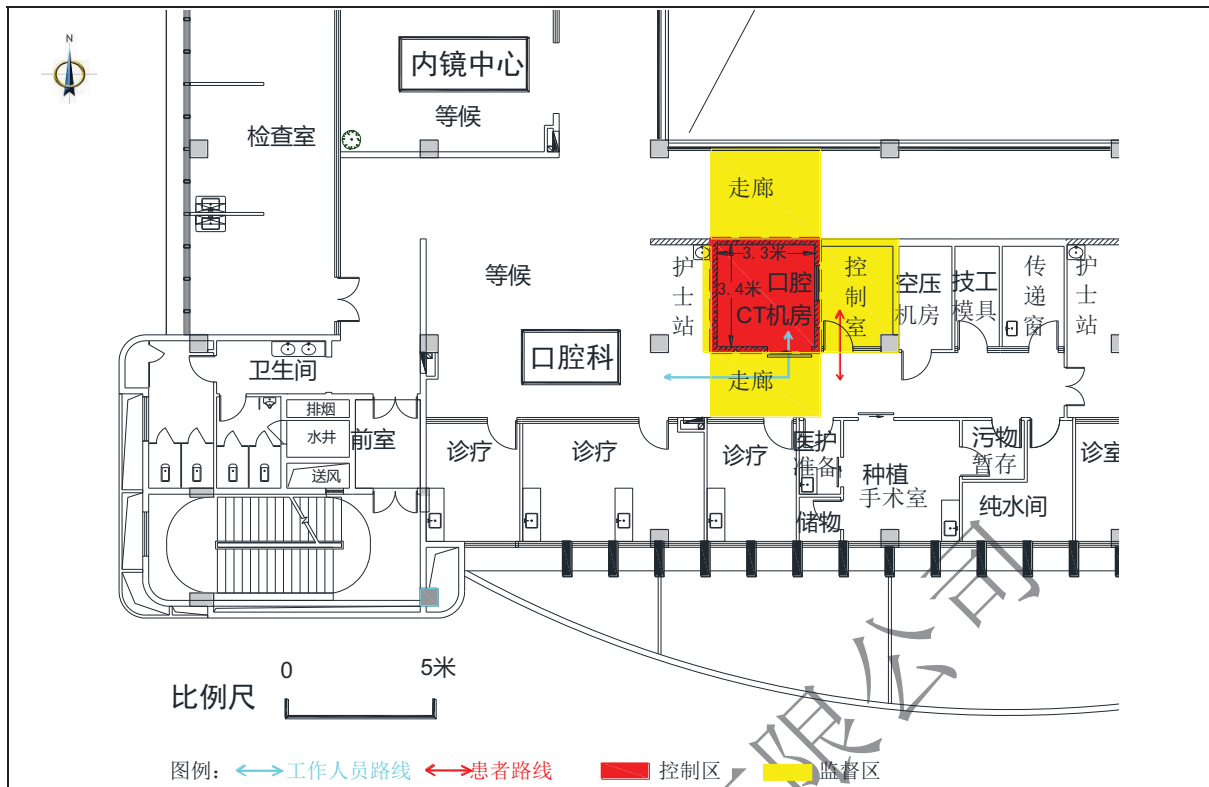 N
内镜中心
等候
检查室
走廊
3.3米
3.4米
口腔
CT机房
护士站
控制室
空压
机房
技工
模具
传递窗
护士站
等候
口腔科
走廊
卫生间
排烟
水井
送风
前室
诊疗
诊疗
诊疗
医护
准备
储物
种植
手术室
污物
暂存
纯水间
诊室
0
5米
比例尺
图例：
工作人员路线
患者路线
控制区
监督区
限公司